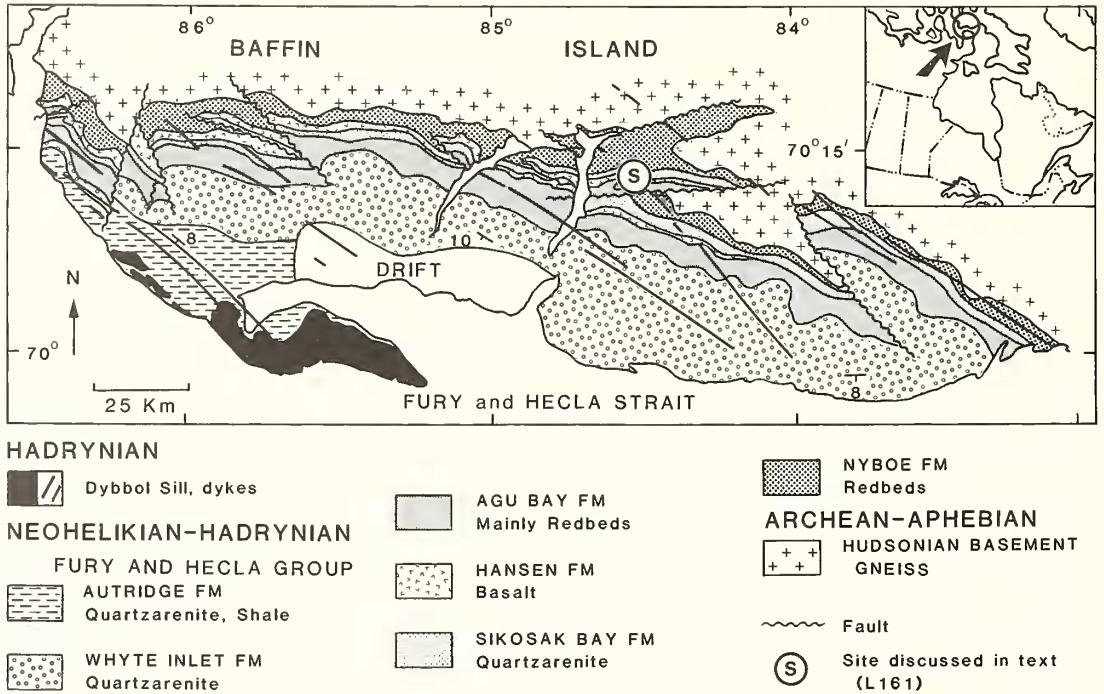 86° 85° 84°
BAFFIN ISLAND
70° 15'
S
8
10
DRIFT
N
70°
25 Km
8
FURY and HECLA STRAIT
HADRYNIAN
Dybbol Sill, dykes
NEOHELIKIAN-HADRYNIAN
FURY AND HECLA GROUP
AUTRIDGE FM
Quartzarenite, Shale
WHYTE INLET FM
Quartzarenite
AGU BAY FM
Mainly Redbeds
HANSEN FM
Basalt
SIKOSAK BAY FM
Quartzarenite
NYBOE FM
Redbeds
ARCHEAN-APHEBIAN
HUDSONIAN BASEMENT
GNEISS
Fault
S
Site discussed in text
(L161)